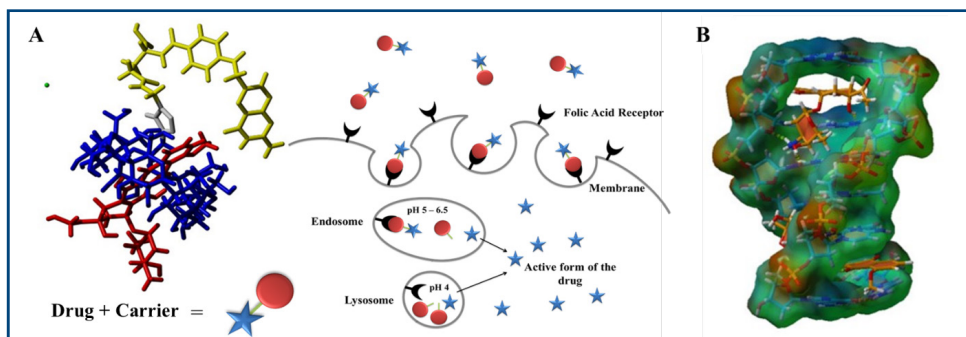 A
B
Folic Acid Receptor
Membrane
Endosome
pH 5 – 6.5
Active form of the
drug
Lysosome
pH 4
Drug + Carrier =